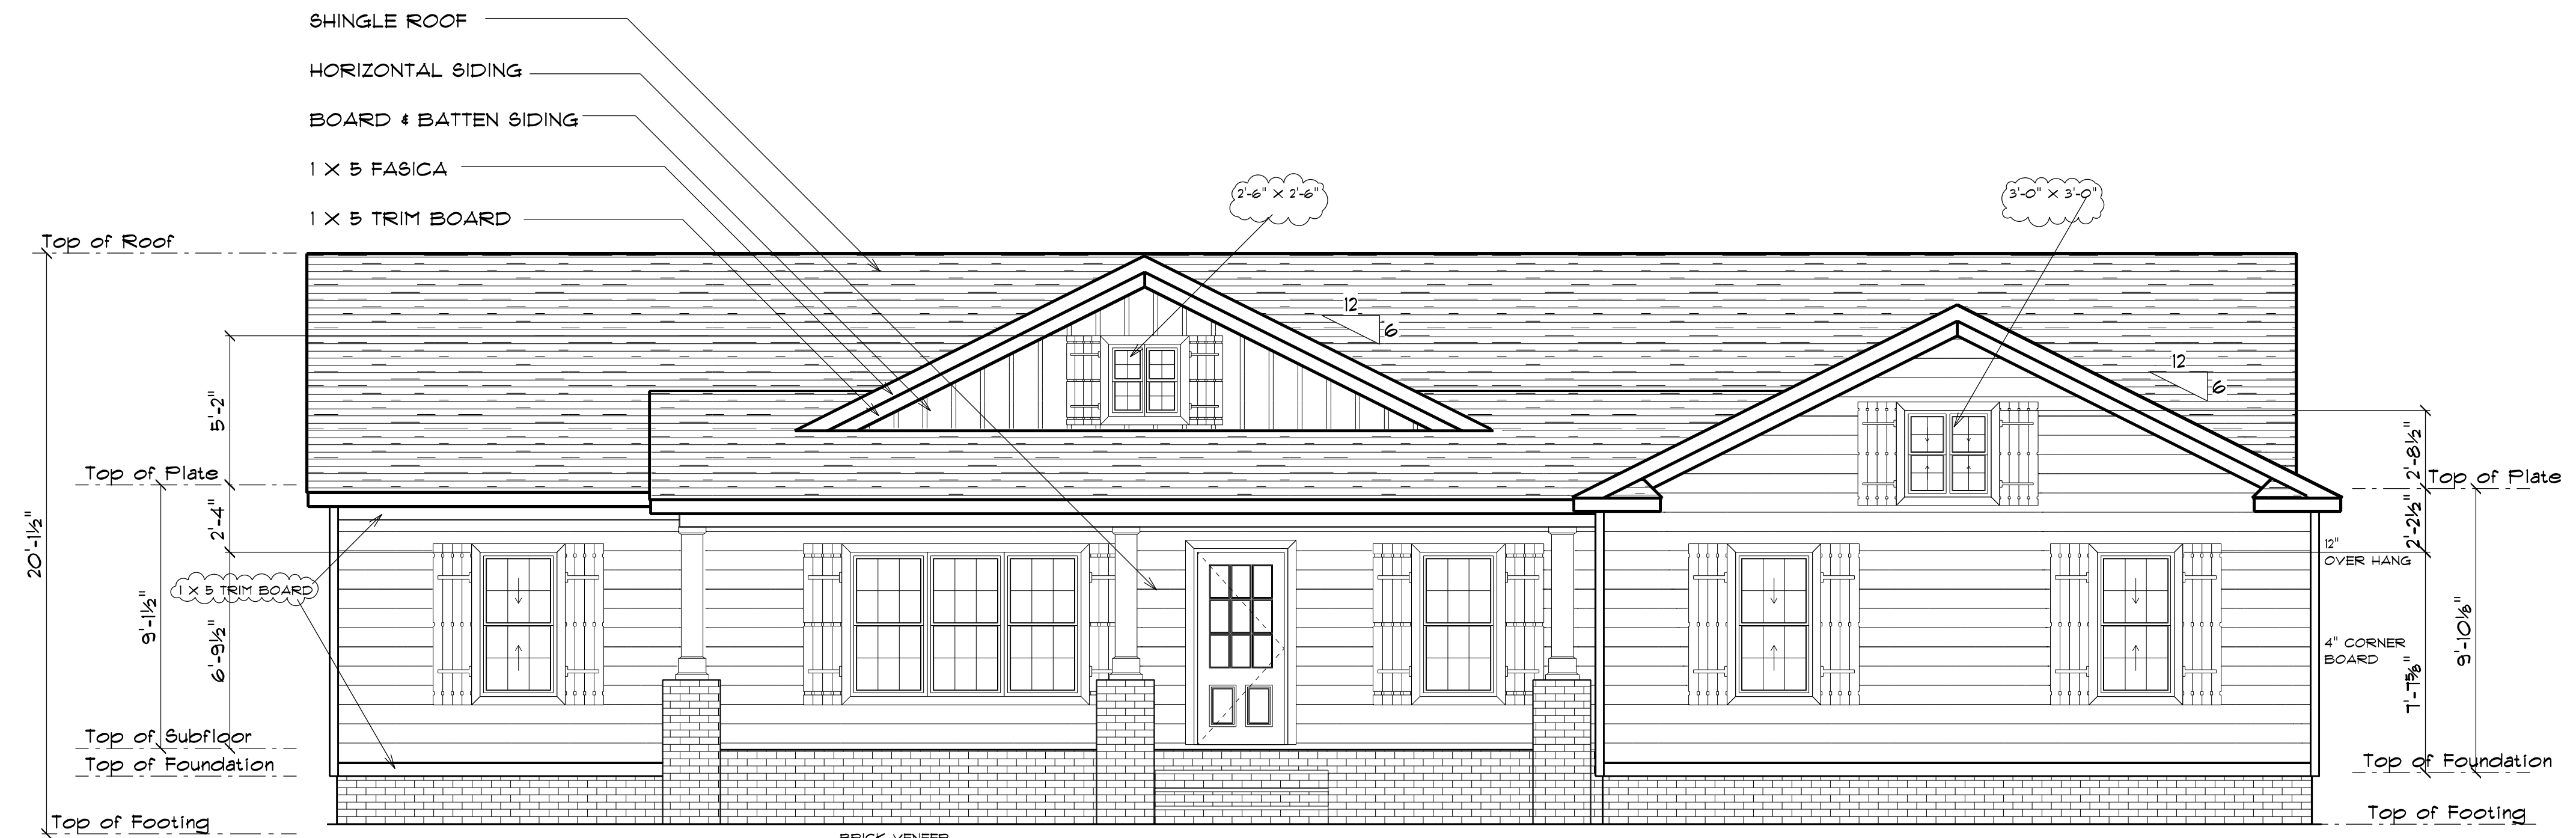 SHINGLE ROOF
HORIZONTAL SIDING
BOARD & BATTEN SIDING
1 X 5 FASICA
1 X 5 TRIM BOARD
2'-6" X 2'-6"
3'-0" X 3'-0"
Top of Roof
12
6
12
6
5'-2"
2'-8½"
Top of Plate
Top of Plate
2'-4"
2'-2½"
20'-1½"
12"
OVER HANG
1 X 5 TRIM BOARD
9'-1½"
6'-9½"
9'-10⅛"
4" CORNER
BOARD
7'-7⅝"
Top of Subfloor
Top of Foundation
Top of Foundation
Top of Footing
Top of Footing
BRICK VENEER